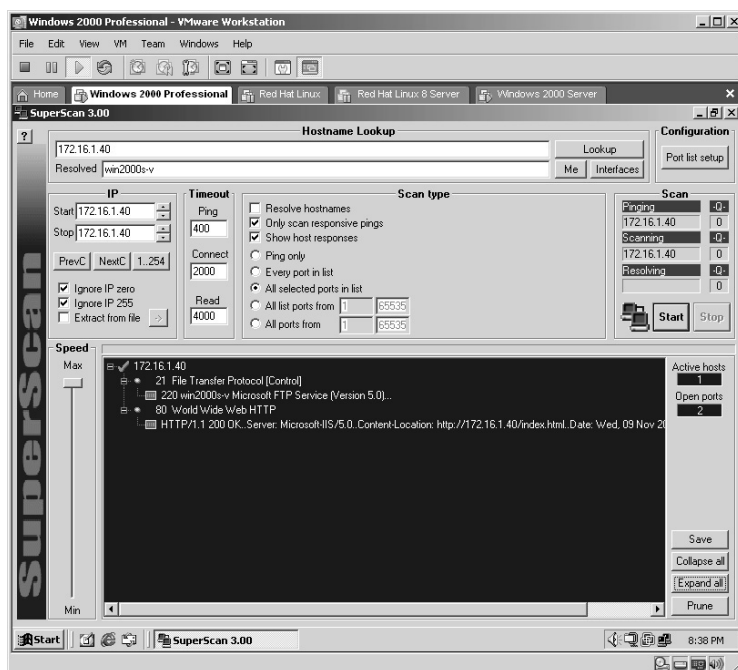 Windows 2000 Professional - VMware Workstation
File Edit View VM Team Windows Help
Home Windows 2000 Professional Red Hat Linux Red Hat Linux 8 Server Windows 2000 Server
SuperScan 3.00
?
Hostname Lookup
172.16.1.40 Lookup
Resolved win2000s-v Me Interfaces
Configuration
Port list setup
IP
Start 172.16.1.40
Stop 172.16.1.40
PrevC NextC 1..254
Ignore IP zero
Ignore IP 255
Extract from file ->
Timeout
Ping
400
Connect
2000
Read
4000
Scan type
Resolve hostnames
Only scan responsive pings
Show host responses
Ping only
Every port in list
All selected ports in list
All list ports from 1 65535
All ports from 1 65535
Scan
Pinging -Q-
172.16.1.40 0
Scanning -Q-
172.16.1.40 0
Resolving -Q-
0
Start Stop
SuperScan
Speed
Max
Min
172.16.1.40
21 File Transfer Protocol [Control]
220 win2000s-v Microsoft FTP Service (Version 5.0)...
80 World Wide Web HTTP
HTTP/1.1 200 OK..Server: Microsoft-IIS/5.0..Content-Location: http://172.16.1.40/index.html..Date: Wed, 09 Nov 20
Active hosts
1
Open ports
2
Save
Collapse all
Expand all
Prune
Start SuperScan 3.00 8:38 PM